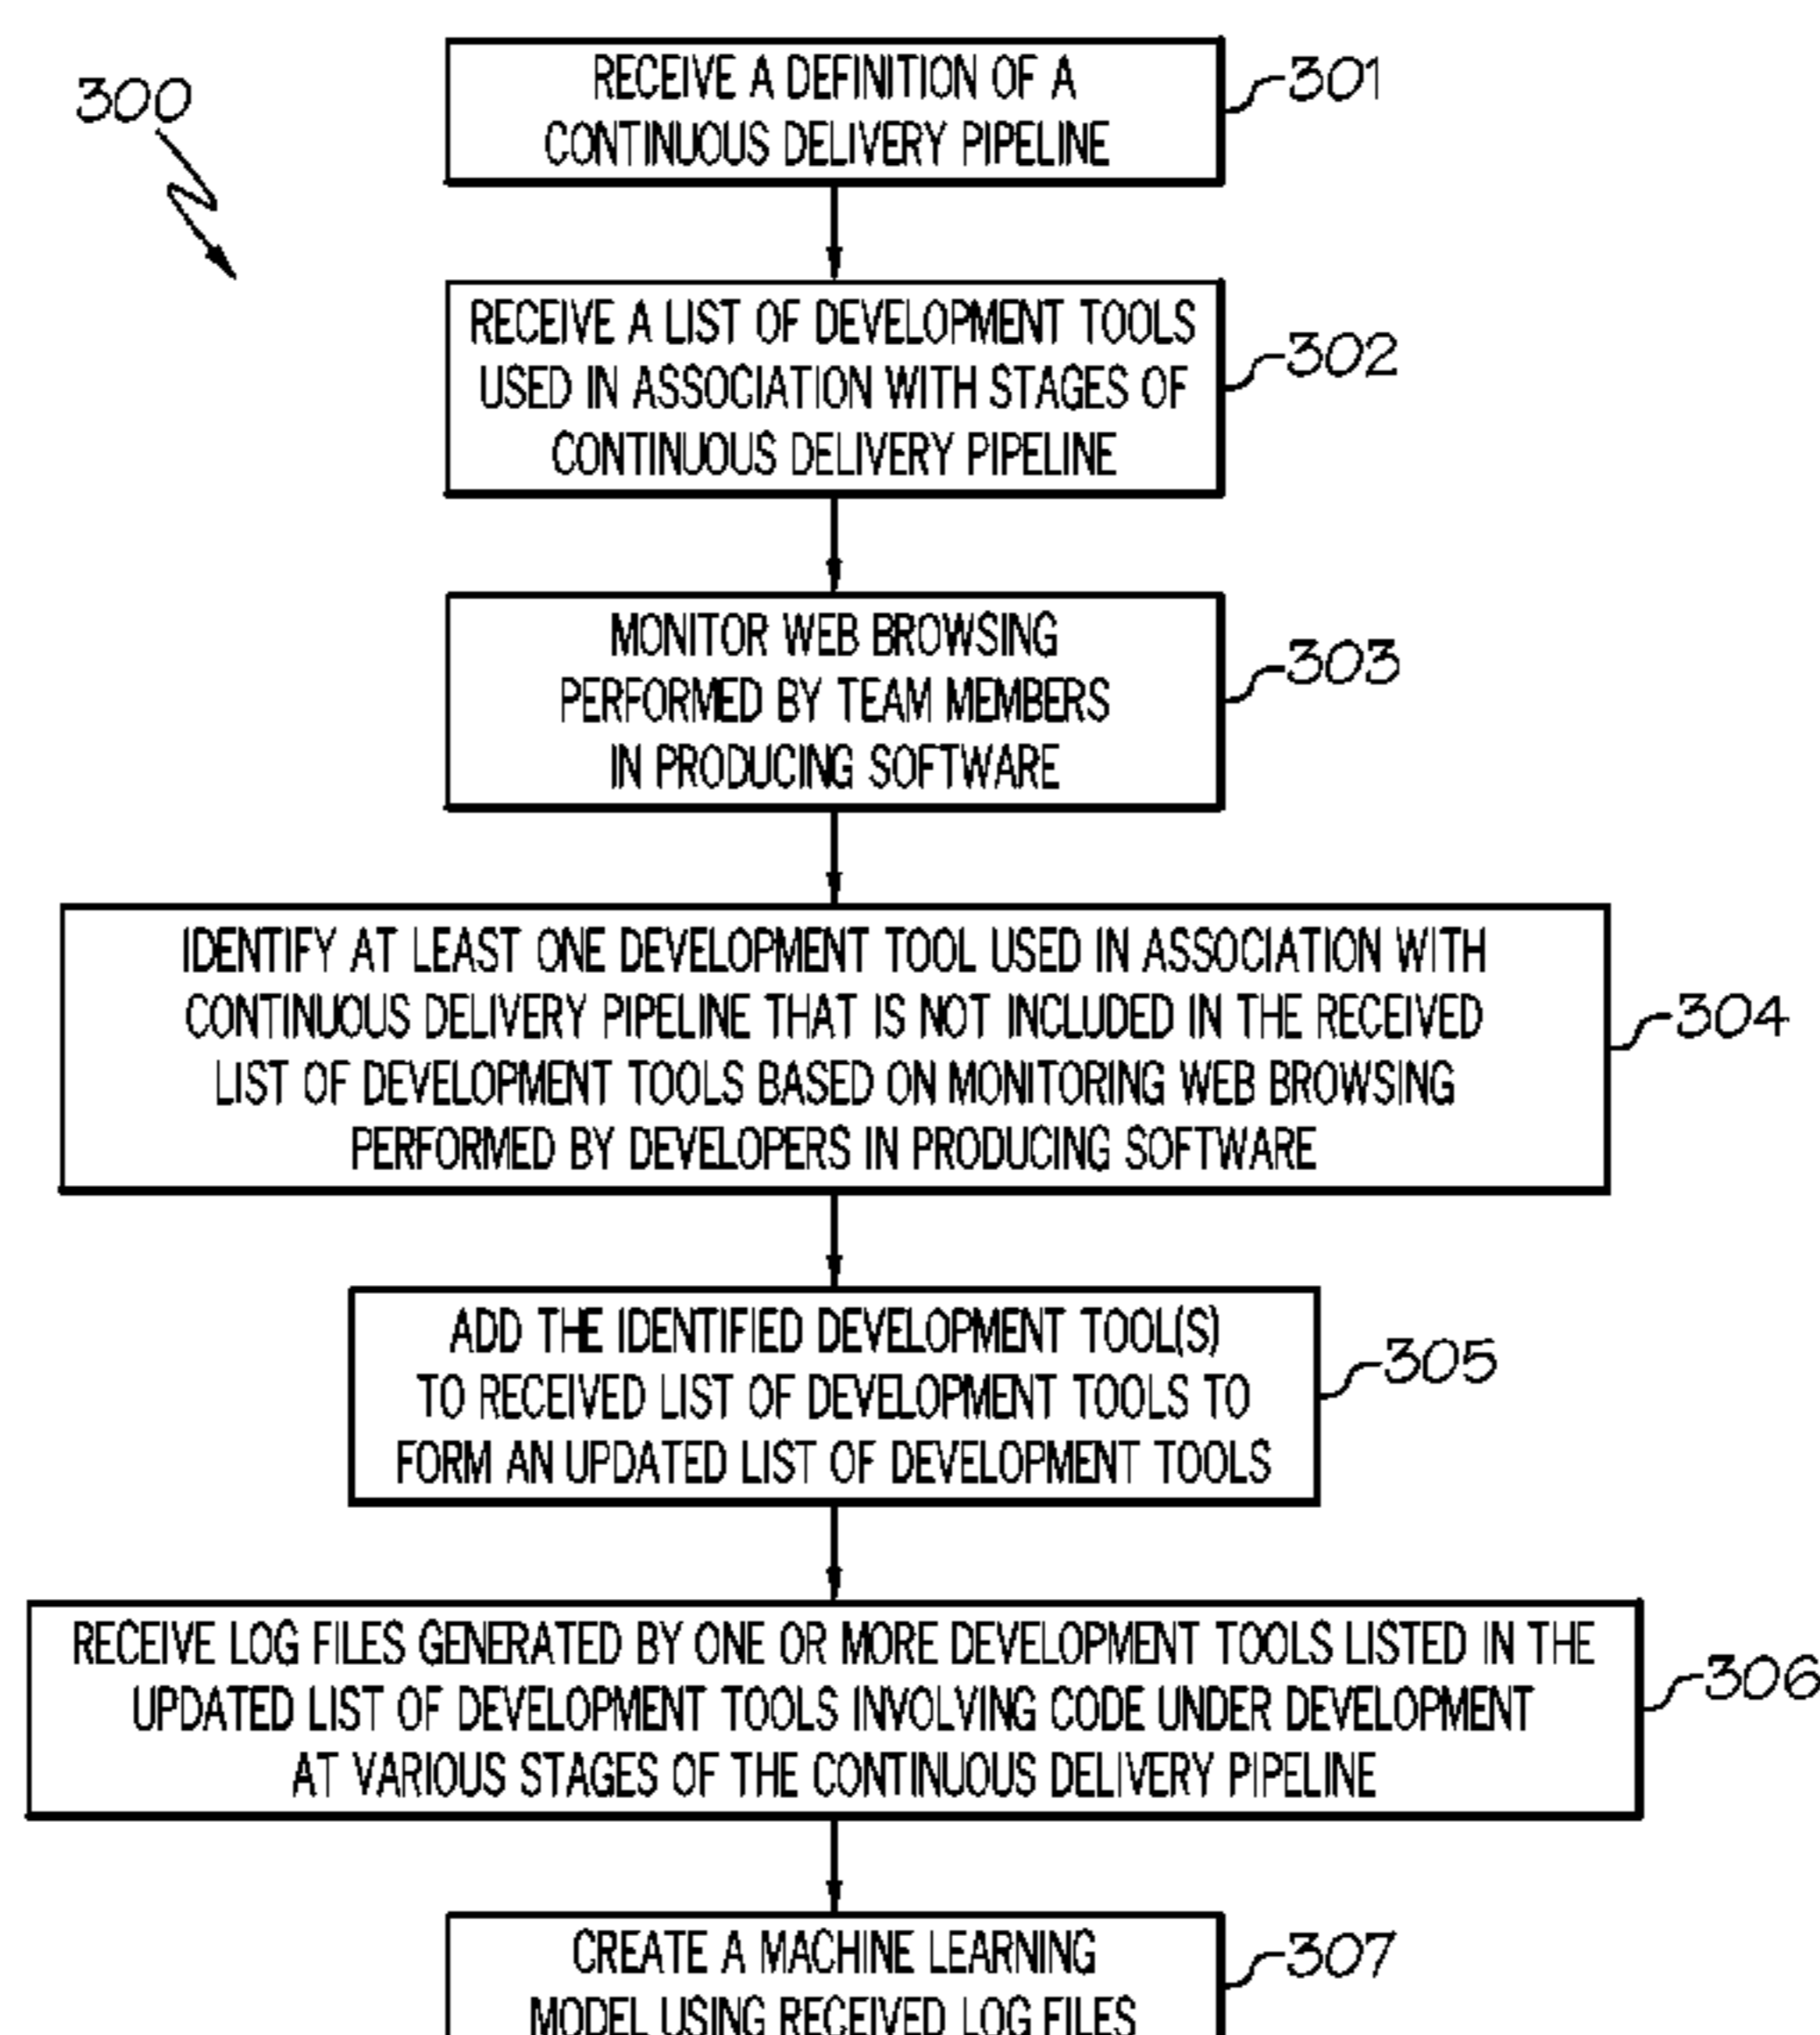 300
RECEIVE A DEFINITION OF A
CONTINUOUS DELIVERY PIPELINE
301
RECEIVE A LIST OF DEVELOPMENT TOOLS
USED IN ASSOCIATION WITH STAGES OF
CONTINUOUS DELIVERY PIPELINE
302
MONITOR WEB BROWSING
PERFORMED BY TEAM MEMBERS
IN PRODUCING SOFTWARE
303
IDENTIFY AT LEAST ONE DEVELOPMENT TOOL USED IN ASSOCIATION WITH
CONTINUOUS DELIVERY PIPELINE THAT IS NOT INCLUDED IN THE RECEIVED
LIST OF DEVELOPMENT TOOLS BASED ON MONITORING WEB BROWSING
PERFORMED BY DEVELOPERS IN PRODUCING SOFTWARE
304
ADD THE IDENTIFIED DEVELOPMENT TOOL(S)
TO RECEIVED LIST OF DEVELOPMENT TOOLS TO
FORM AN UPDATED LIST OF DEVELOPMENT TOOLS
305
RECEIVE LOG FILES GENERATED BY ONE OR MORE DEVELOPMENT TOOLS LISTED IN THE
UPDATED LIST OF DEVELOPMENT TOOLS INVOLVING CODE UNDER DEVELOPMENT
AT VARIOUS STAGES OF THE CONTINUOUS DELIVERY PIPELINE
306
CREATE A MACHINE LEARNING
MODEL USING RECEIVED LOG FILES
307